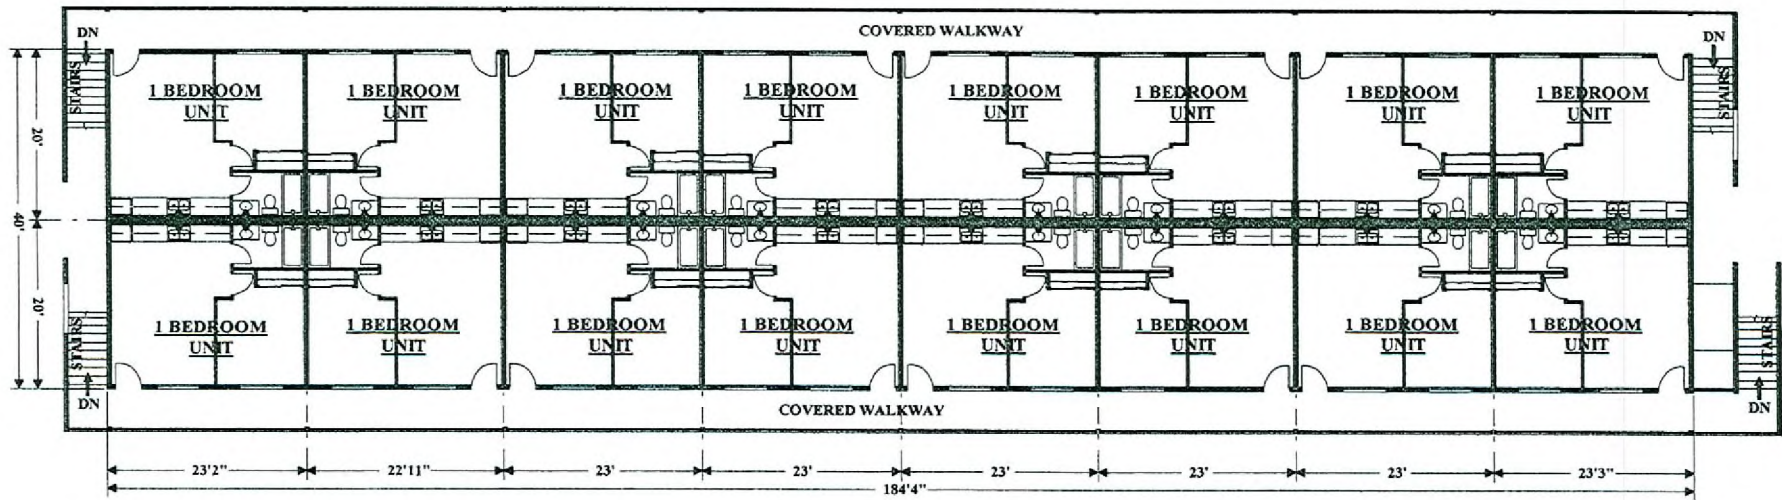 COVERED WALKWAY
DN
DN
STAIRS
STAIRS
1 BEDROOM
UNIT
1 BEDROOM
UNIT
1 BEDROOM
UNIT
1 BEDROOM
UNIT
1 BEDROOM
UNIT
1 BEDROOM
UNIT
1 BEDROOM
UNIT
1 BEDROOM
UNIT
20'
40'
20'
1 BEDROOM
UNIT
1 BEDROOM
UNIT
1 BEDROOM
UNIT
1 BEDROOM
UNIT
1 BEDROOM
UNIT
1 BEDROOM
UNIT
1 BEDROOM
UNIT
1 BEDROOM
UNIT
STAIRS
STAIRS
DN
DN
COVERED WALKWAY
23'2" 22'11" 23' 23' 23' 23' 23' 23'3"
184'4"